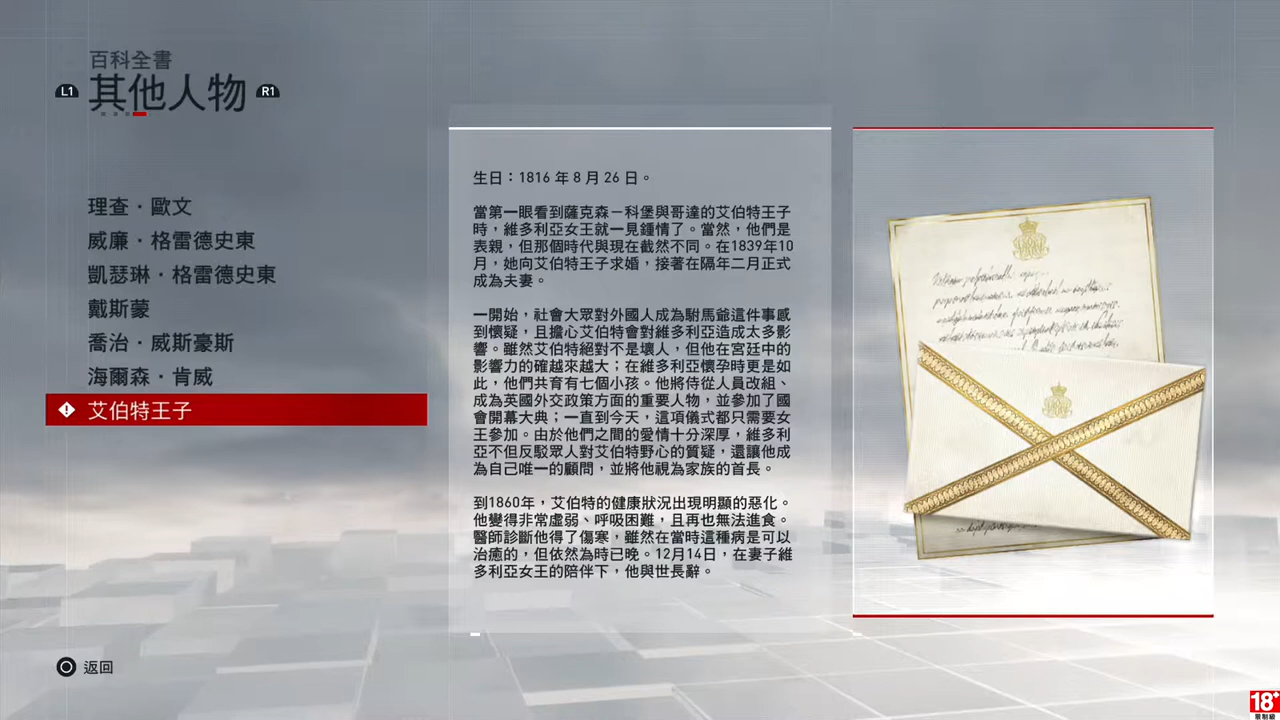 百科全書
L1 其他人物 R1
理查·歐文
威廉·格雷德史東
凱瑟琳·格雷德史東
戴斯蒙
喬治·威斯豪斯
海爾森·肯威
艾伯特王子
生日：1816 年 8 月 26 日。
當第一眼看到薩克森－科堡與哥達的艾伯特王子
時，維多利亞女王就一見鍾情了。當然，他們是
表親，但那個時代與現在截然不同。在1839年10
月，她向艾伯特王子求婚，接著在隔年二月正式
成為夫妻。
一開始，社會大眾對外國人成為駙馬爺這件事感
到懷疑，且擔心艾伯特會對維多利亞造成太多影
響。雖然艾伯特絕對不是壞人，但他在宮廷中的
影響力的確越來越大；在維多利亞懷孕時更是如
此，他們共育有七個小孩。他將侍從人員改組、
成為英國外交政策方面的重要人物，並參加了國
會開幕大典；一直到今天，這項儀式都只需要女
王參加。由於他們之間的愛情十分深厚，維多利
亞不但反駁眾人對艾伯特野心的質疑，還讓他成
為自己唯一的顧問，並將他視為家族的首長。
到1860年，艾伯特的健康狀況出現明顯的惡化。
他變得非常虛弱、呼吸困難，且再也無法進食。
醫師診斷他得了傷寒，雖然在當時這種病是可以
治癒的，但依然為時已晚。12月14日，在妻子維
多利亞女王的陪伴下，他與世長辭。
返回
18+
限制級